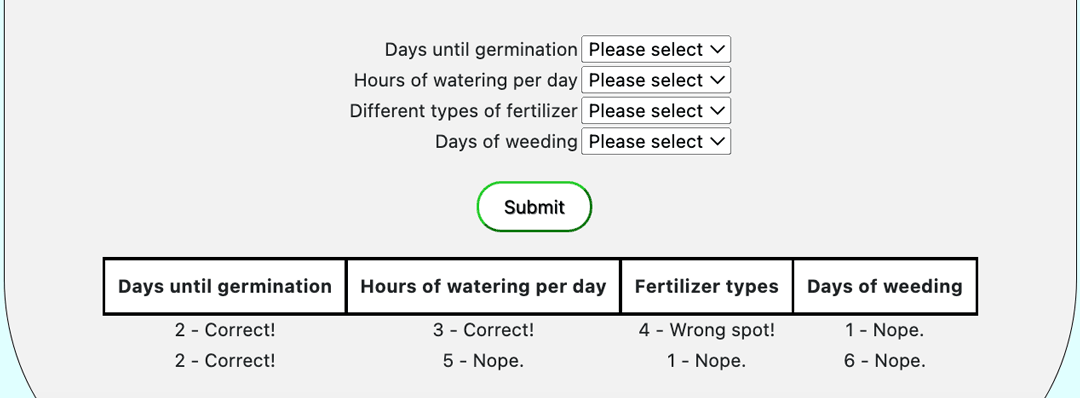 Days until germination Please select
Hours of watering per day Please select
Different types of fertilizer Please select
Days of weeding Please select
Submit
Days until germination Hours of watering per day Fertilizer types Days of weeding
2 - Correct! 3 - Correct! 4 - Wrong spot! 1 - Nope.
2 - Correct! 5 - Nope. 1 - Nope. 6 - Nope.